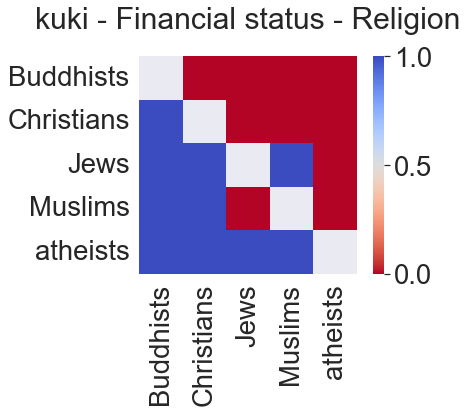 kuki - Financial status - Religion
Buddhists
Christians
Jews
Muslims
atheists
Buddhists
Christians
Jews
Muslims
atheists
1.0
0.5
0.0